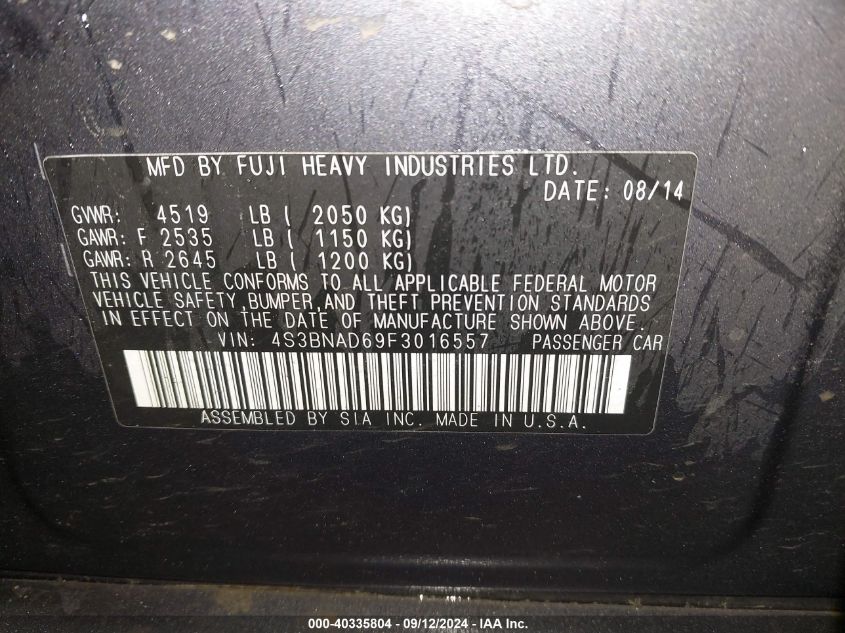 MFD BY FUJI HEAVY INDUSTRIES LTD.
DATE: 08/14
GVWR: 4519 LB ( 2050 KG)
GAWR: F 2535 LB ( 1150 KG)
GAWR: R 2645 LB ( 1200 KG)
THIS VEHICLE CONFORMS TO ALL APPLICABLE FEDERAL MOTOR
VEHICLE SAFETY,BUMPER,AND THEFT PREVENTION STANDARDS
IN EFFECT ON THE DATE OF MANUFACTURE SHOWN ABOVE.
VIN: 4S3BNAD69F3016557 PASSENGER CAR
ASSEMBLED BY SIA INC. MADE IN U.S.A.
000-40335804 - 09/12/2024 - IAA Inc.